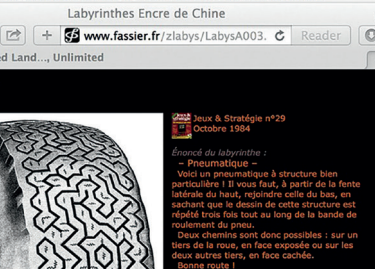 Labyrinthes Encre de Chine
www.fassier.fr/zlabys/LabysA003.
Reader
ed Land..., Unlimited
Jeux & Stratégie n°29
Octobre 1984
Énoncé du labyrinthe :
– Pneumatique –
Voici un pneumatique à structure bien
particulière ! Il vous faut, à partir de la fente
latérale du haut, rejoindre celle du bas, en
sachant que le dessin de cette structure est
répété trois fois tout au long de la bande de
roulement du pneu.
Deux chemins sont donc possibles : sur un
tiers de la roue, en face exposée ou sur les
deux autres tiers, en face cachée.
Bonne route !